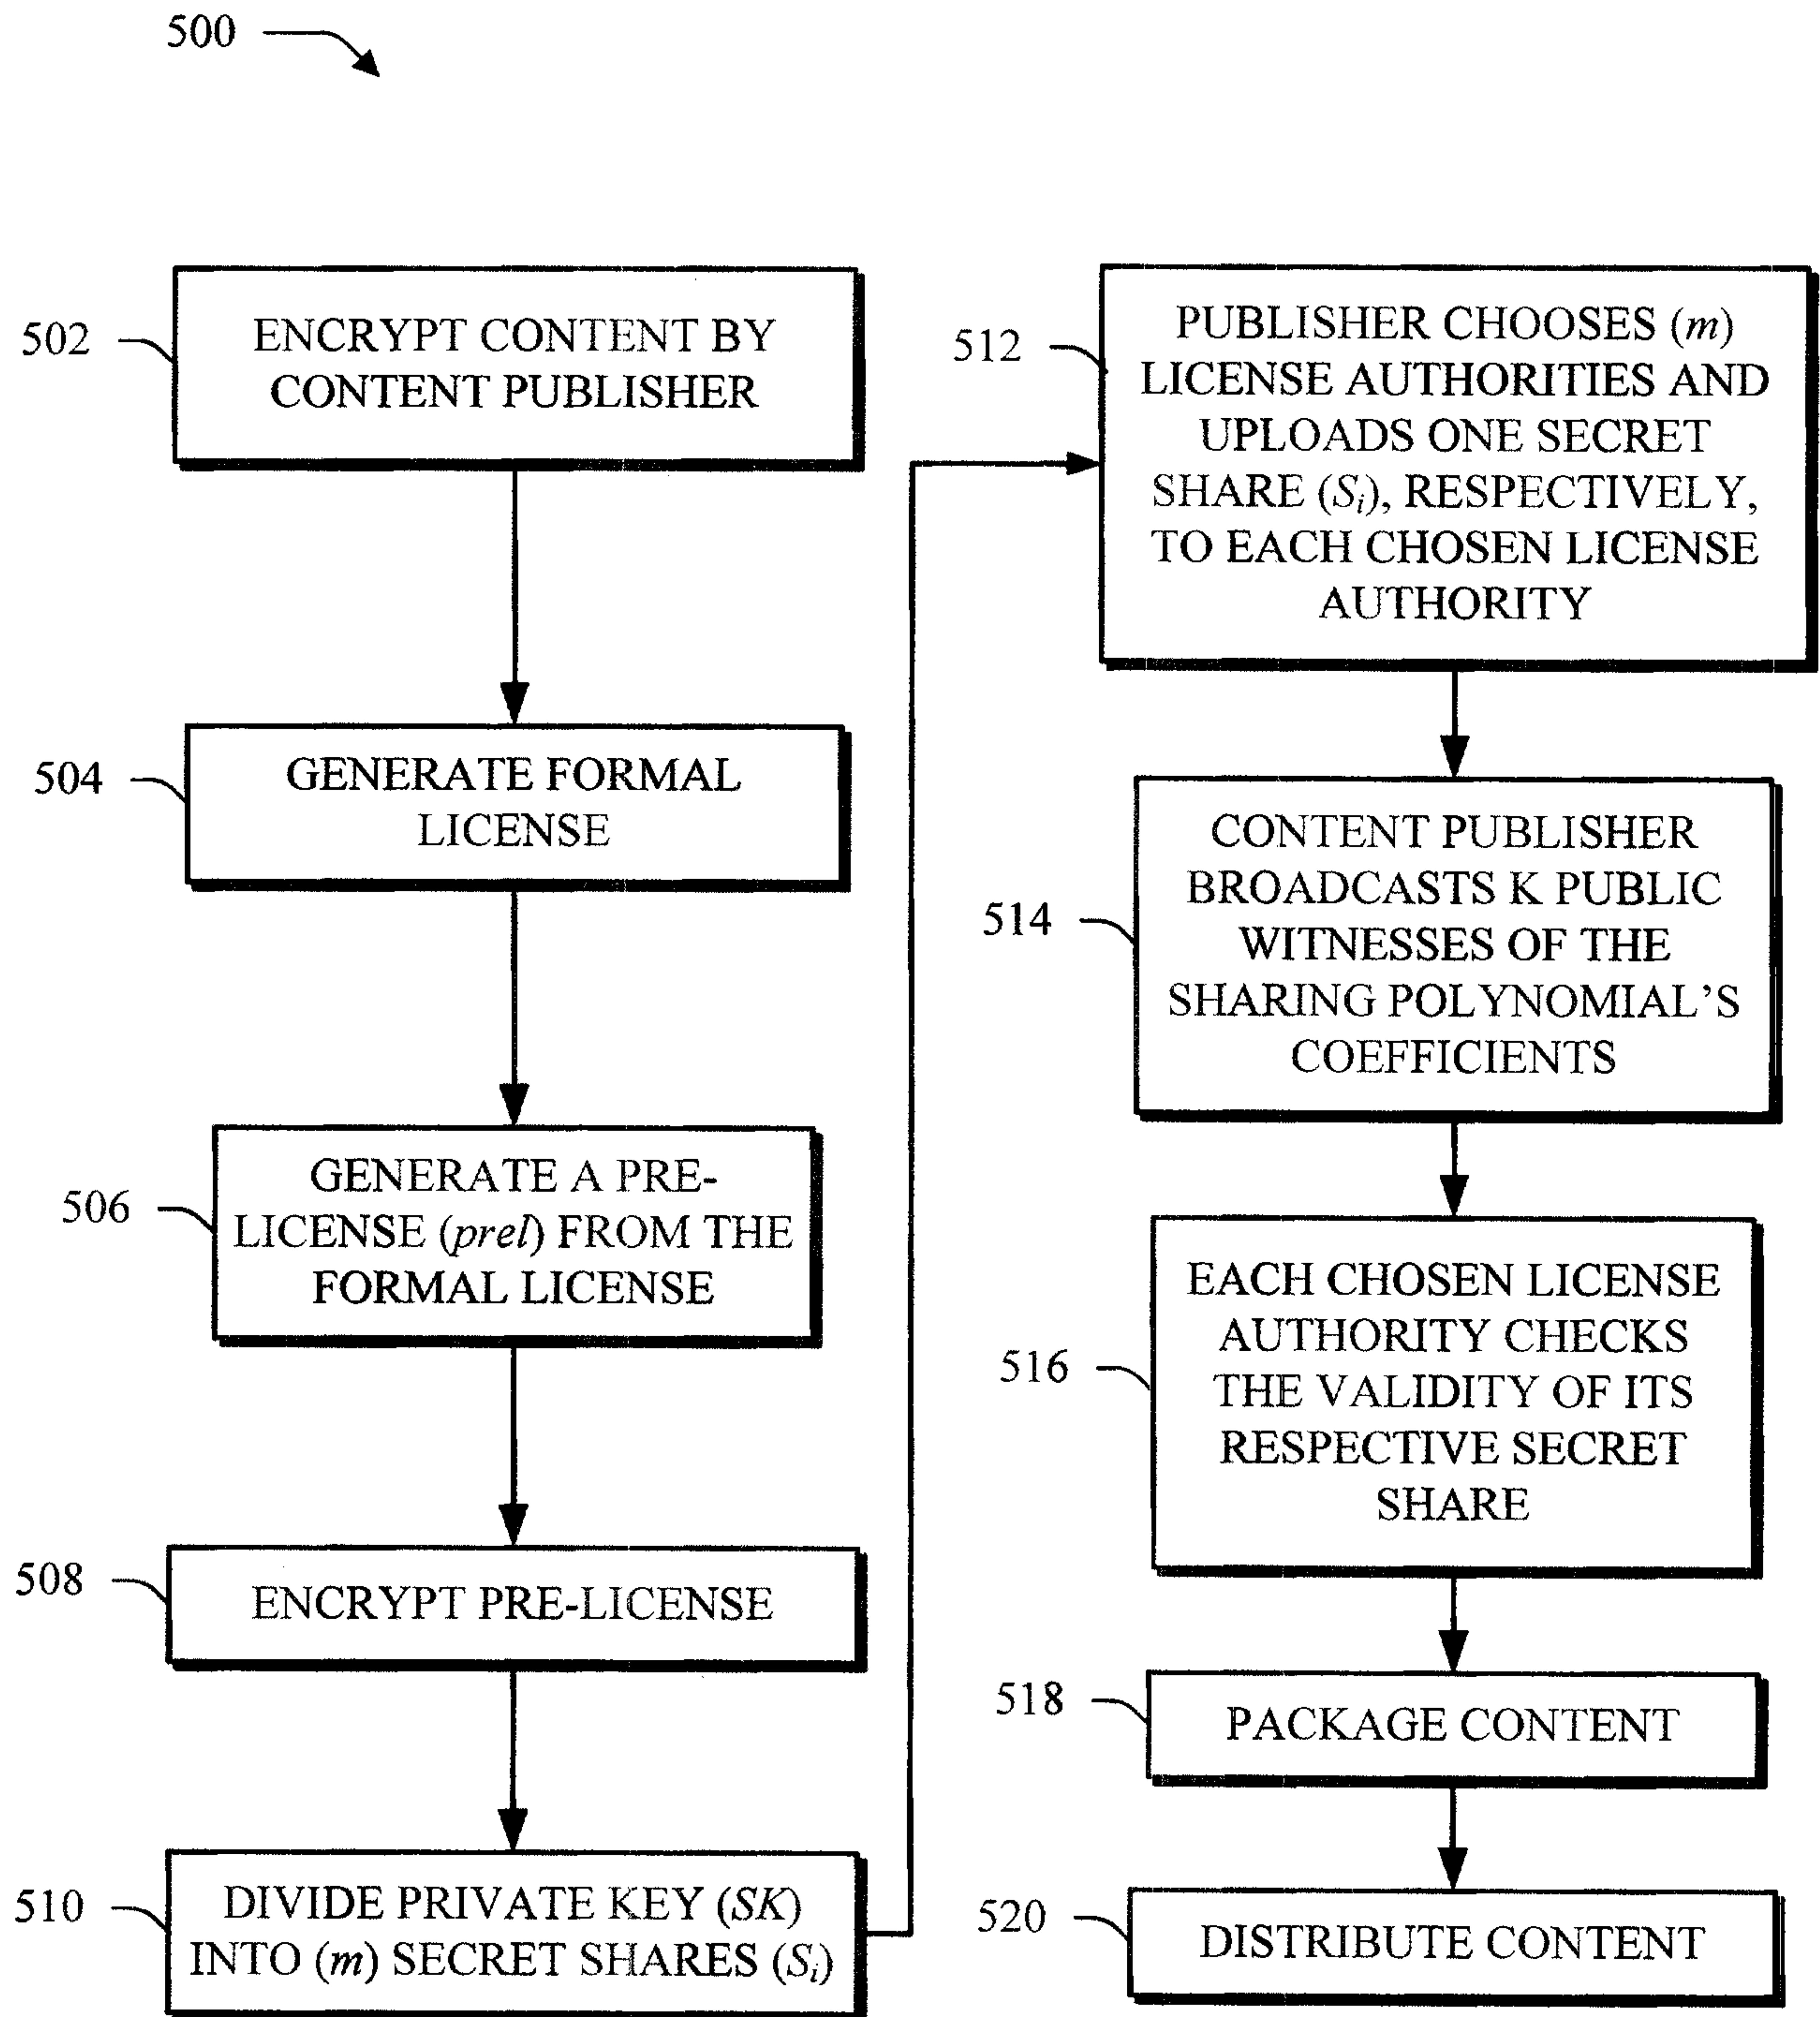 500
502
ENCRYPT CONTENT BY
CONTENT PUBLISHER
504
GENERATE FORMAL
LICENSE
506
GENERATE A PRE-
LICENSE (prel) FROM THE
FORMAL LICENSE
508
ENCRYPT PRE-LICENSE
510
DIVIDE PRIVATE KEY (SK)
INTO (m) SECRET SHARES (Si)
512
PUBLISHER CHOOSES (m)
LICENSE AUTHORITIES AND
UPLOADS ONE SECRET
SHARE (Si), RESPECTIVELY,
TO EACH CHOSEN LICENSE
AUTHORITY
514
CONTENT PUBLISHER
BROADCASTS K PUBLIC
WITNESSES OF THE
SHARING POLYNOMIAL'S
COEFFICIENTS
516
EACH CHOSEN LICENSE
AUTHORITY CHECKS
THE VALIDITY OF ITS
RESPECTIVE SECRET
SHARE
518
PACKAGE CONTENT
520
DISTRIBUTE CONTENT